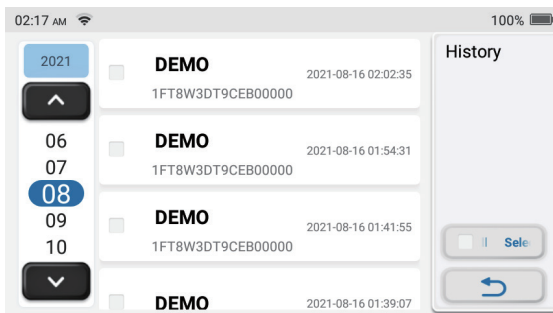 02:17 AM
100%
2021
06
07
08
09
10
DEMO
2021-08-16 02:02:35
1FT8W3DT9CEB00000
DEMO
2021-08-16 01:54:31
1FT8W3DT9CEB00000
DEMO
2021-08-16 01:41:55
1FT8W3DT9CEB00000
DEMO
2021-08-16 01:39:07
History
ll Sele